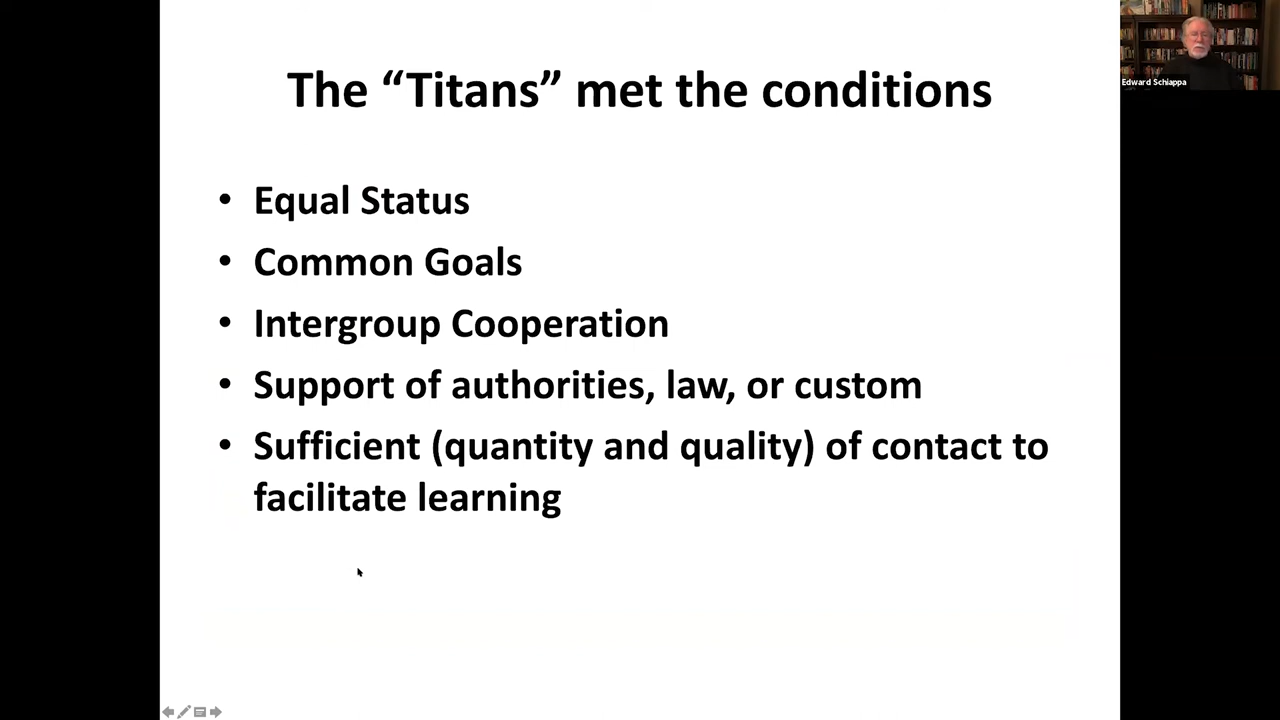 The “Titans” met the conditions
• Equal Status
• Common Goals
• Intergroup Cooperation
• Support of authorities, law, or custom
• Sufficient (quantity and quality) of contact to
facilitate learning
Edward Schiappa